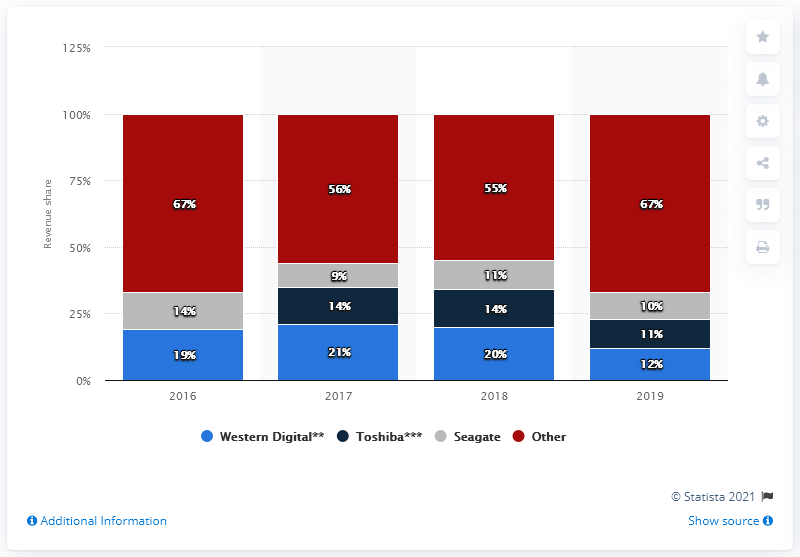 125%
100%
75%
50%
25%
0%
Revenue share
67% 56% 55% 67%
14% 9% 11% 10%
14% 14% 11%
19% 21% 20% 12%
2016 2017 2018 2019
Western Digital** Toshiba*** Seagate Other
© Statista 2021
Additional Information Show source